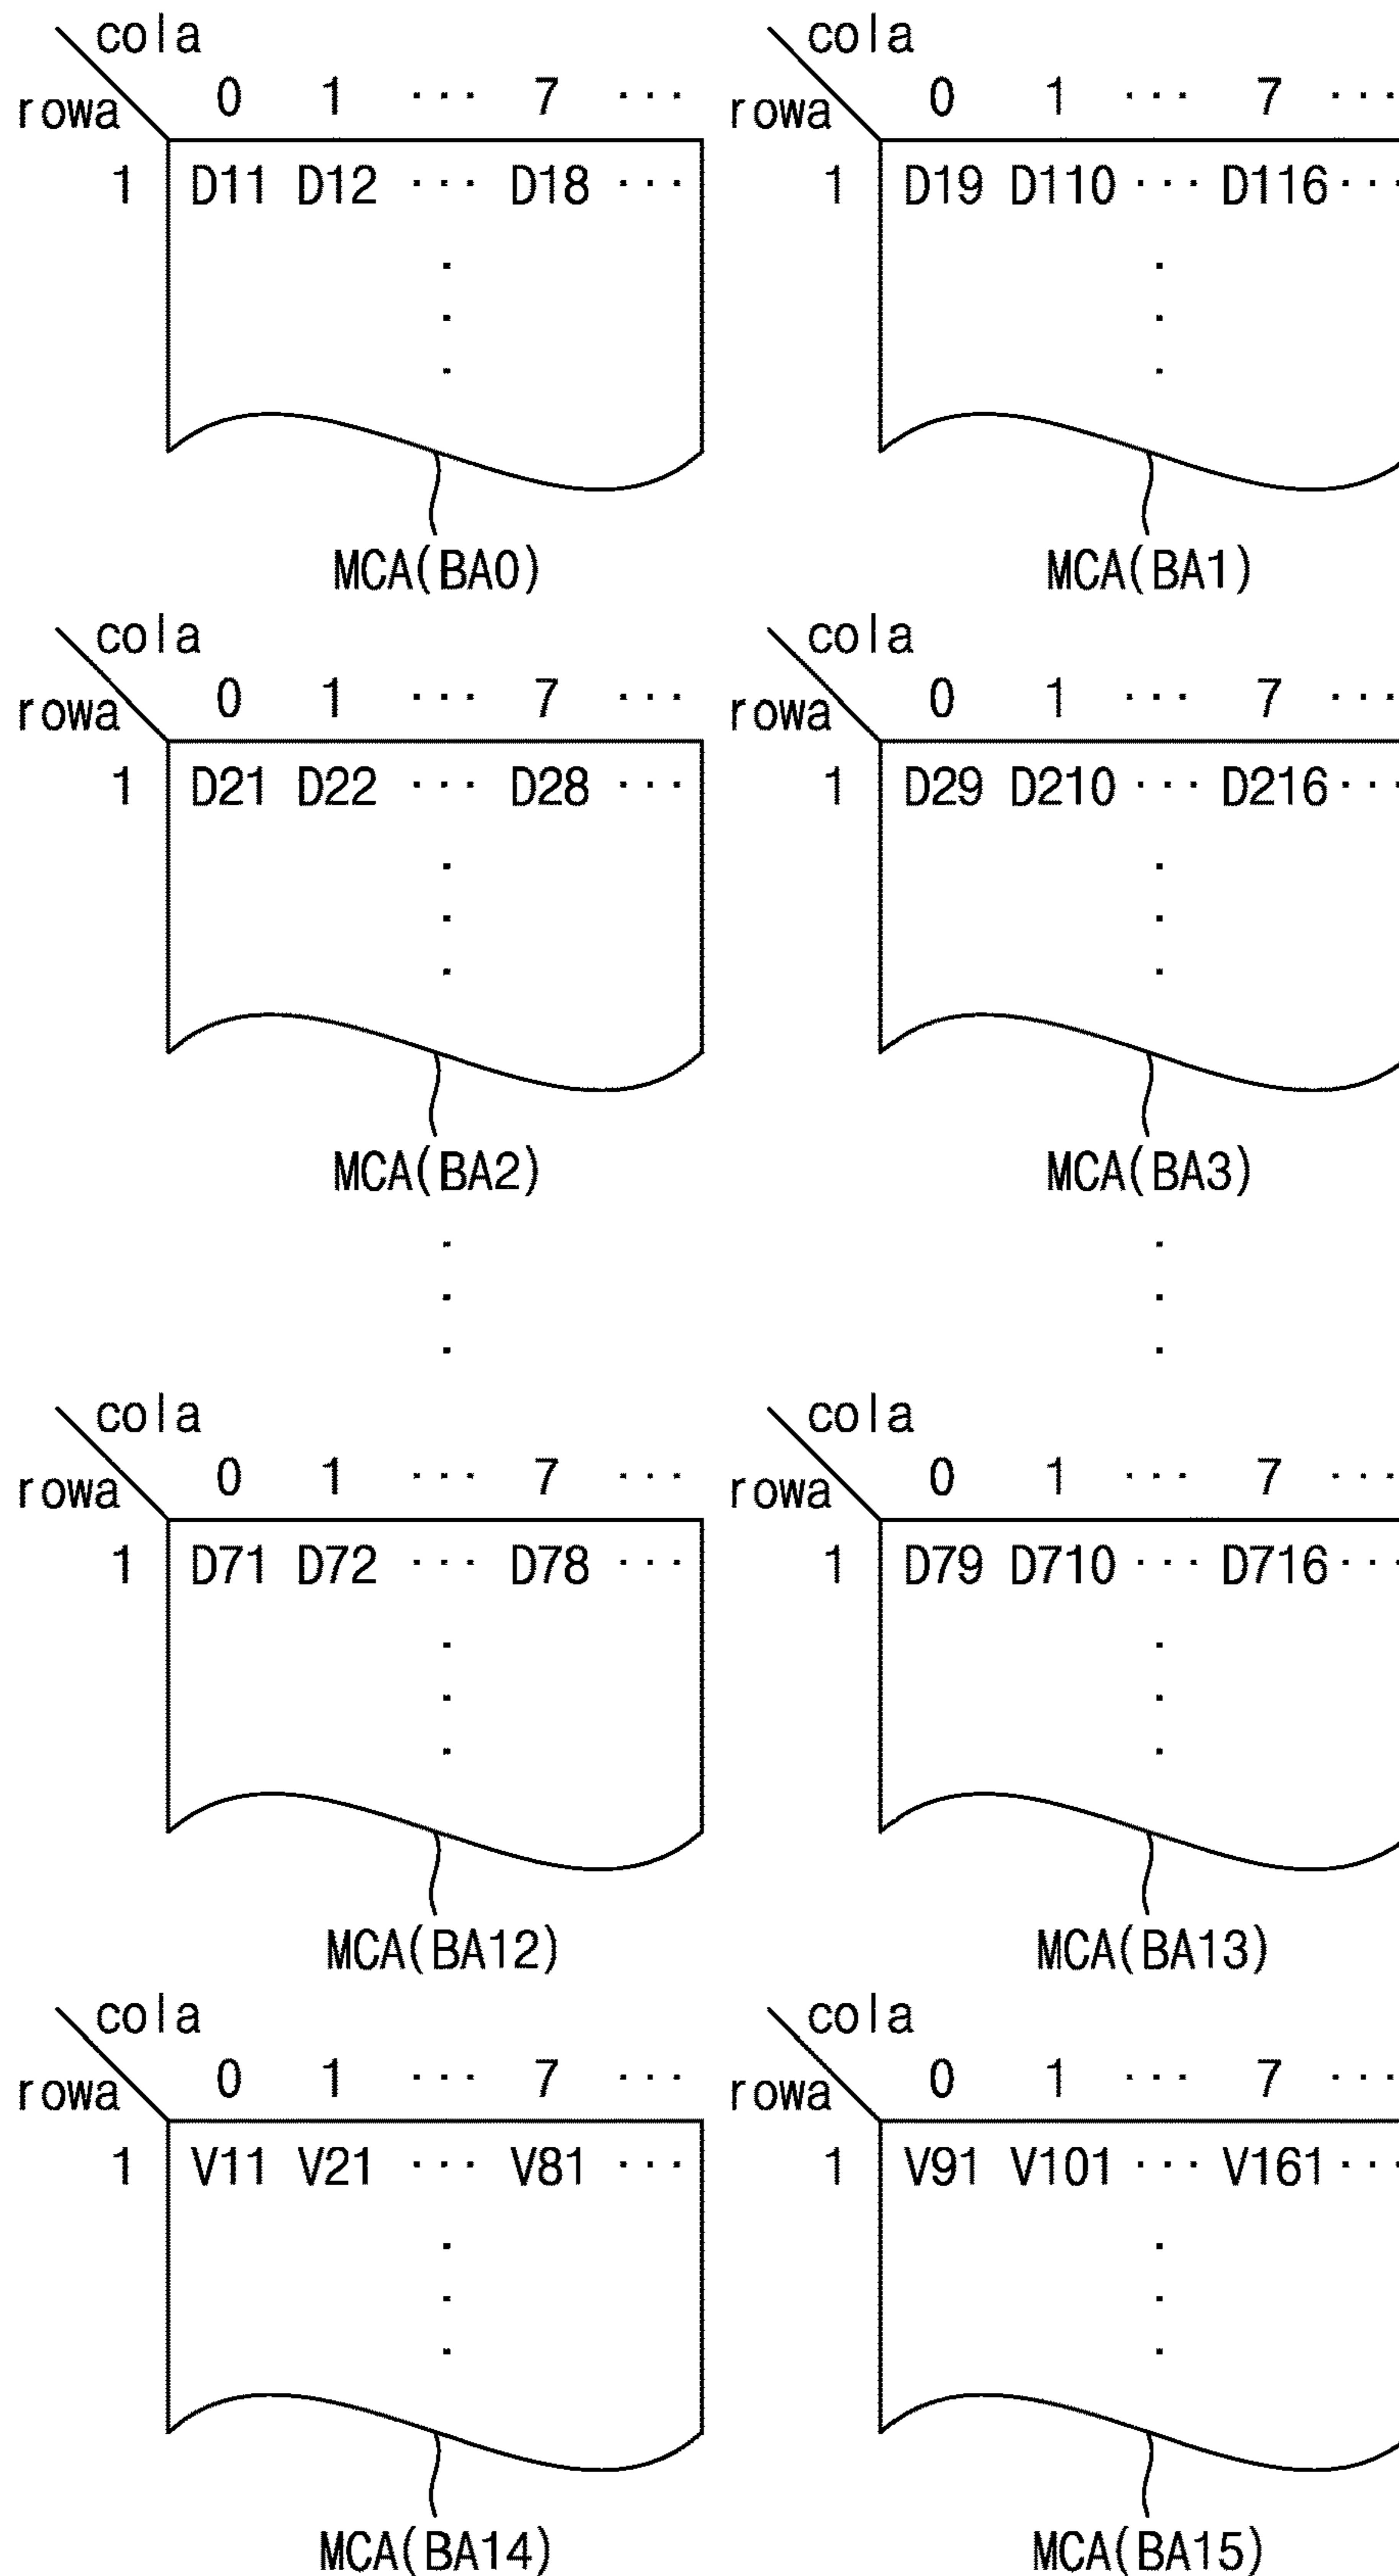 cola cola
rowa 0 1 ··· 7 ··· rowa 0 1 ··· 7 ···
1 D11 D12 ··· D18 ··· 1 D19 D110 ··· D116 ···
MCA(BA0) MCA(BA1)
cola cola
rowa 0 1 ··· 7 ··· rowa 0 1 ··· 7 ···
1 D21 D22 ··· D28 ··· 1 D29 D210 ··· D216 ···
MCA(BA2) MCA(BA3)
cola cola
rowa 0 1 ··· 7 ··· rowa 0 1 ··· 7 ···
1 D71 D72 ··· D78 ··· 1 D79 D710 ··· D716 ···
MCA(BA12) MCA(BA13)
cola cola
rowa 0 1 ··· 7 ··· rowa 0 1 ··· 7 ···
1 V11 V21 ··· V81 ··· 1 V91 V101 ··· V161 ···
MCA(BA14) MCA(BA15)